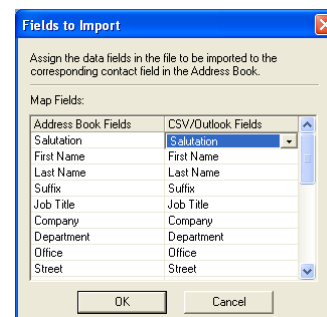 Fields to Import
Assign the data fields in the file to be imported to the
corresponding contact field in the Address Book.
Map Fields:
Address Book Fields CSV/Outlook Fields
Salutation Salutation
First Name First Name
Last Name Last Name
Suffix Suffix
Job Title Job Title
Company Company
Department Department
Office Office
Street Street
OK Cancel